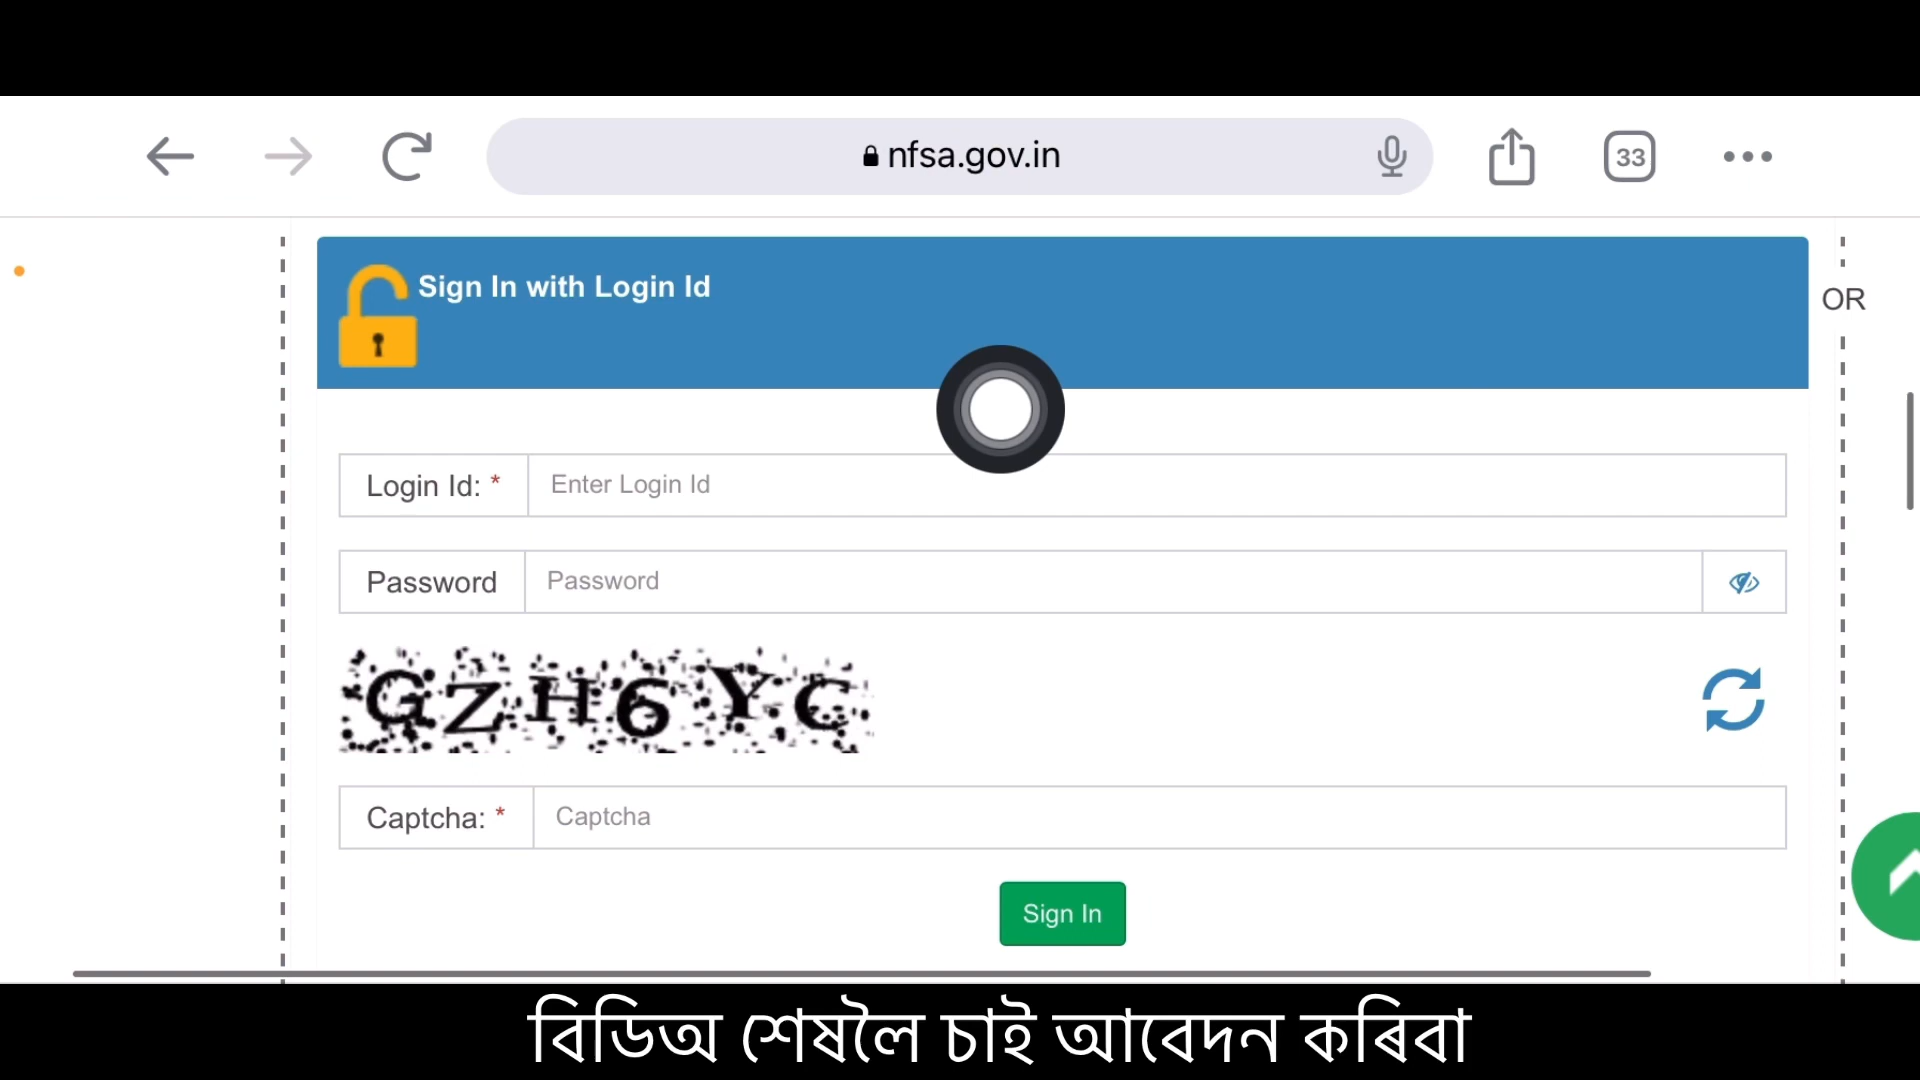 nfsa.gov.in
33
Sign In with Login Id
OR
Login Id: *
Enter Login Id
Password
Password
GZH6YC
Captcha: *
Captcha
Sign In
বিডিঅ' শেষলৈ চাই আবেদন কৰিবা